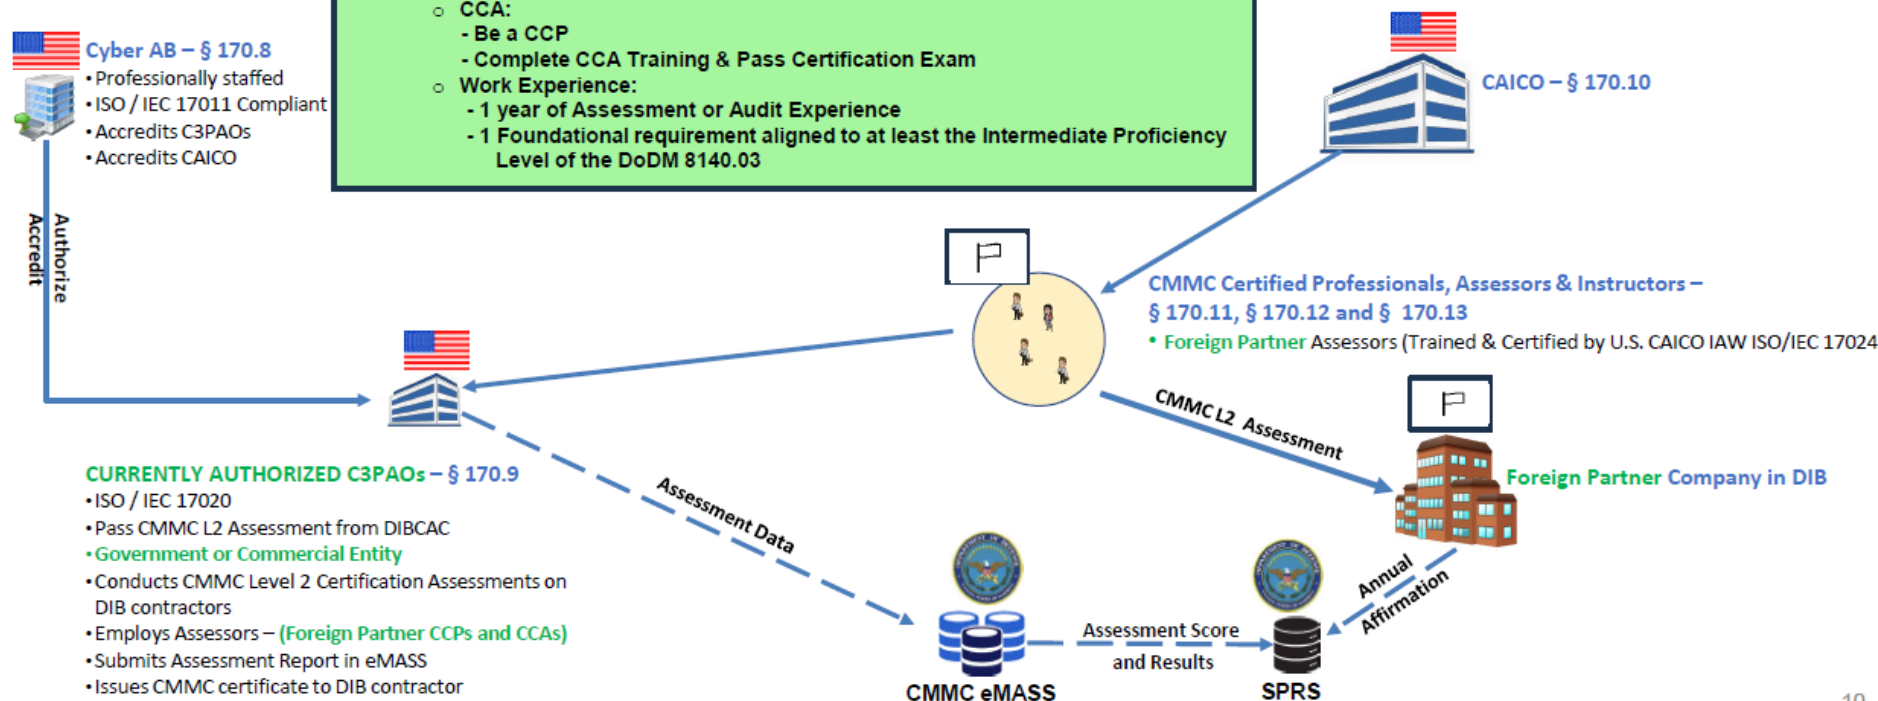 ○ CCA:
- Be a CCP
- Complete CCA Training & Pass Certification Exam
○ Work Experience:
- 1 year of Assessment or Audit Experience
- 1 Foundational requirement aligned to at least the Intermediate Proficiency
Level of the DoDM 8140.03
Cyber AB – § 170.8
•Professionally staffed
•ISO / IEC 17011 Compliant
•Accredits C3PAOs
•Accredits CAICO
CAICO – § 170.10
Authorize
Accredit
CMMC Certified Professionals, Assessors & Instructors –
§ 170.11, § 170.12 and § 170.13
• Foreign Partner Assessors (Trained & Certified by U.S. CAICO IAW ISO/IEC 17024
CMMC L2 Assessment
Foreign Partner Company in DIB
CURRENTLY AUTHORIZED C3PAOs – § 170.9
•ISO / IEC 17020
•Pass CMMC L2 Assessment from DIBCAC
•Government or Commercial Entity
•Conducts CMMC Level 2 Certification Assessments on
DIB contractors
•Employs Assessors – (Foreign Partner CCPs and CCAs)
•Submits Assessment Report in eMASS
•Issues CMMC certificate to DIB contractor
Assessment Data
Annual
Affirmation
Assessment Score
and Results
CMMC eMASS
SPRS